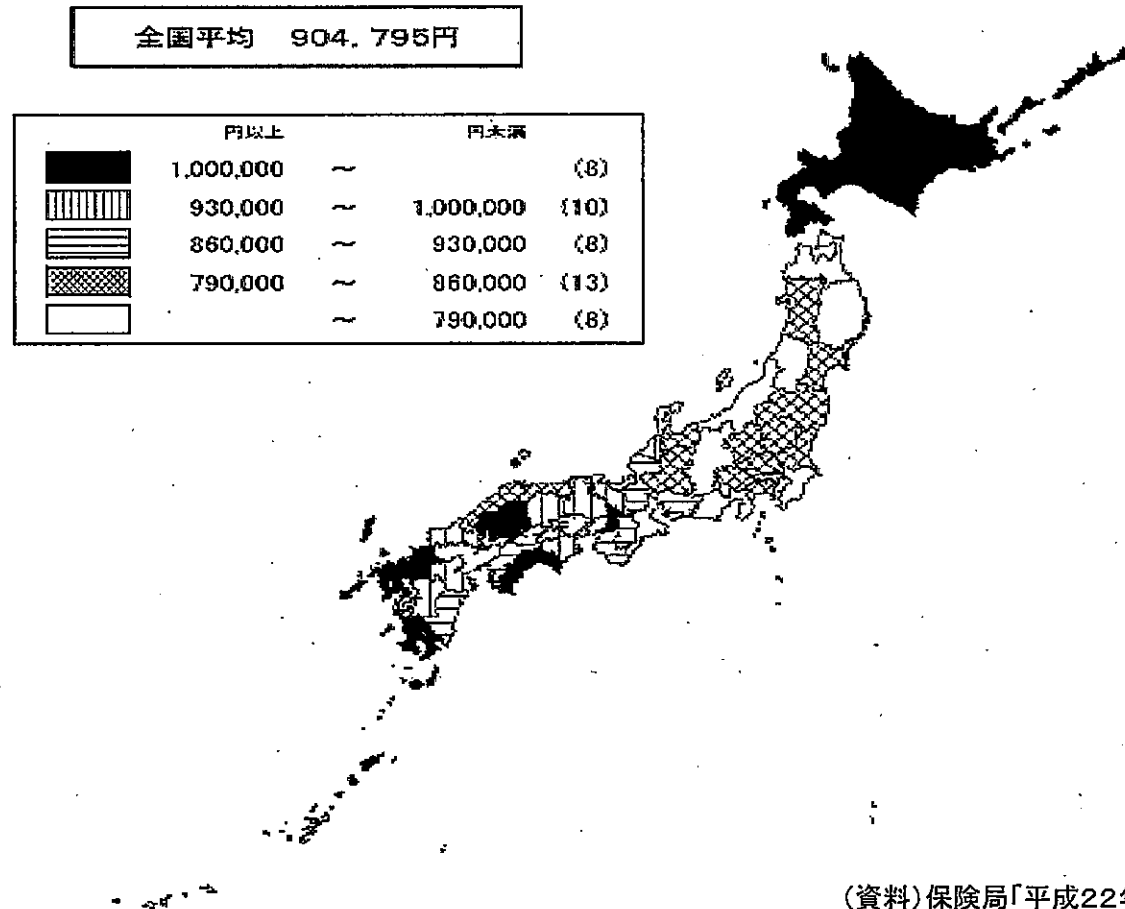 全国平均 904,795円
円以上 円未満
1,000,000 ~ (8)
930,000 ~ 1,000,000 (10)
860,000 ~ 930,000 (8)
790,000 ~ 860,000 (13)
~ 790,000 (8)
(資料)保険局「平成22年